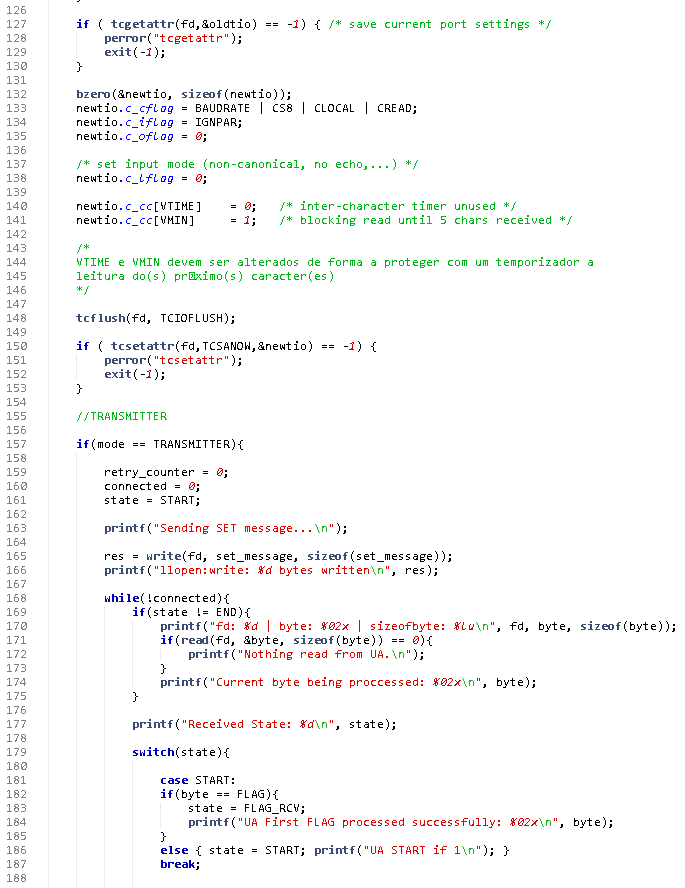 126
127 if ( tcgetattr(fd,&oldtio) == -1) { /* save current port settings */
128 perror("tcgetattr");
129 exit(-1);
130 }
131
132 bzero(&newtio, sizeof(newtio));
133 newtio.c_cflag = BAUDRATE | CS8 | CLOCAL | CREAD;
134 newtio.c_iflag = IGNPAR;
135 newtio.c_oflag = 0;
136
137 /* set input mode (non-canonical, no echo,...) */
138 newtio.c_lflag = 0;
139
140 newtio.c_cc[VTIME]    = 0;   /* inter-character timer unused */
141 newtio.c_cc[VMIN]     = 1;   /* blocking read until 5 chars received */
142
143 /*
144 VTIME e VMIN devem ser alterados de forma a proteger com um temporizador a
145 leitura do(s) pr�ximo(s) caracter(es)
146 */
147
148 tcflush(fd, TCIOFLUSH);
149
150 if ( tcsetattr(fd,TCSANOW,&newtio) == -1) {
151 perror("tcsetattr");
152 exit(-1);
153 }
154
155 //TRANSMITTER
156
157 if(mode == TRANSMITTER){
158
159 retry_counter = 0;
160 connected = 0;
161 state = START;
162
163 printf("Sending SET message...\n");
164
165 res = write(fd, set_message, sizeof(set_message));
166 printf("llopen:write: %d bytes written\n", res);
167
168 while(!connected){
169 if(state != END){
170 printf("fd: %d | byte: %02x | sizeofbyte: %lu\n", fd, byte, sizeof(byte));
171 if(read(fd, &byte, sizeof(byte)) == 0){
172 printf("Nothing read from UA.\n");
173 }
174 printf("Current byte being proccessed: %02x\n", byte);
175 }
176
177 printf("Received State: %d\n", state);
178
179 switch(state){
180
181 case START:
182 if(byte == FLAG){
183 state = FLAG_RCV;
184 printf("UA First FLAG processed successfully: %02x\n", byte);
185 }
186 else { state = START; printf("UA START if 1\n"); }
187 break;
188